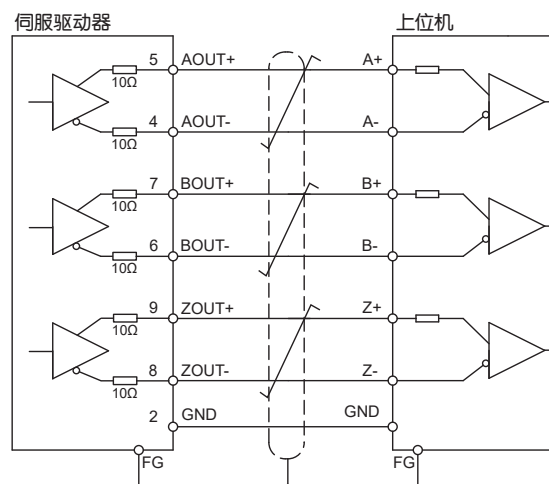 伺服驱动器 上位机
5 AOUT+ A+
10Ω
4 AOUT- A-
10Ω
7 BOUT+ B+
10Ω
6 BOUT- B-
10Ω
9 ZOUT+ Z+
10Ω
8 ZOUT- Z-
10Ω
2 GND GND
FG FG